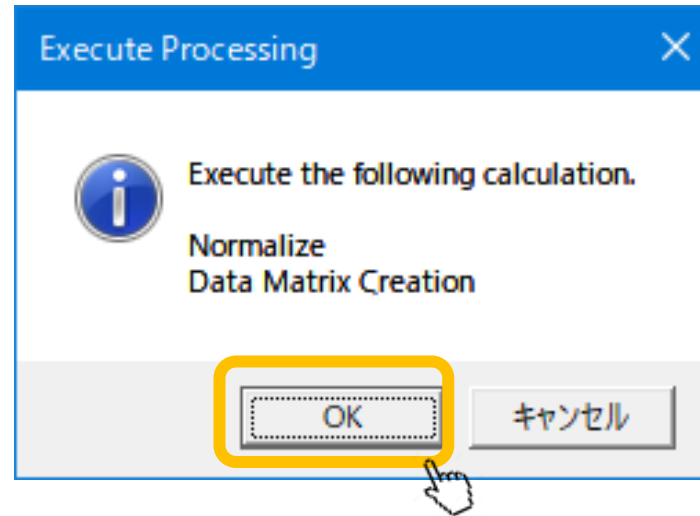 Execute Processing
Execute the following calculation.
Normalize
Data Matrix Creation
OK
キャンセル